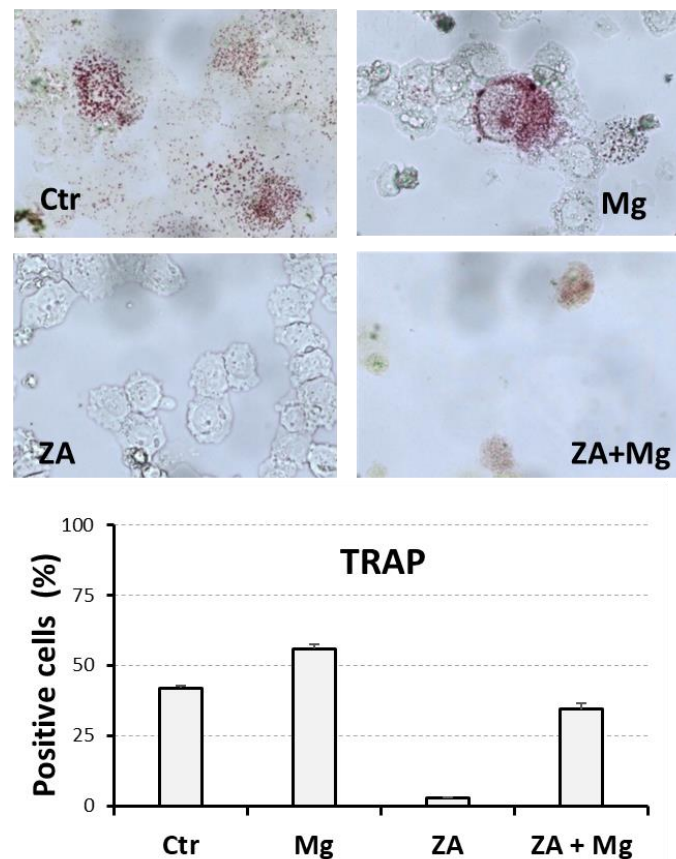 Ctr
Mg
ZA
ZA+Mg
TRAP
Positive cells (%)
100
75
50
25
0
Ctr Mg ZA ZA + Mg